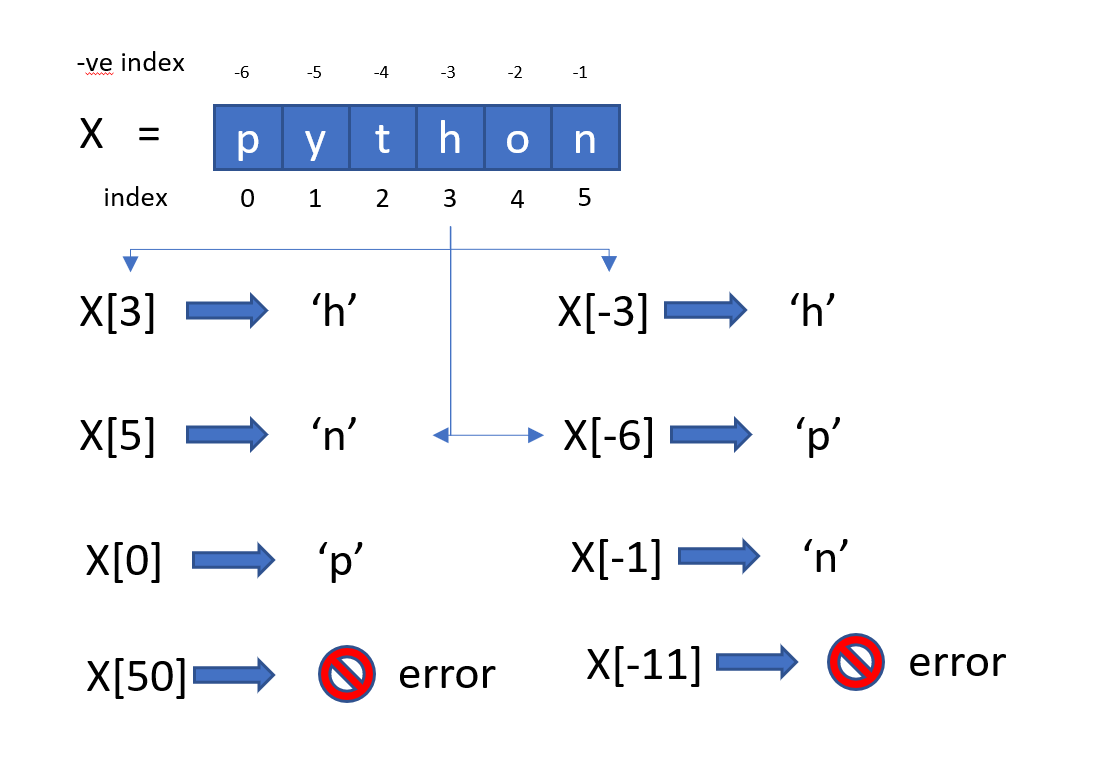 -ve index -6 -5 -4 -3 -2 -1
X = p y t h o n
index 0 1 2 3 4 5
X[3] ‘h’ X[-3] ‘h’
X[5] ‘n’ X[-6] ‘p’
X[0] ‘p’ X[-1] ‘n’
X[50] error X[-11] error